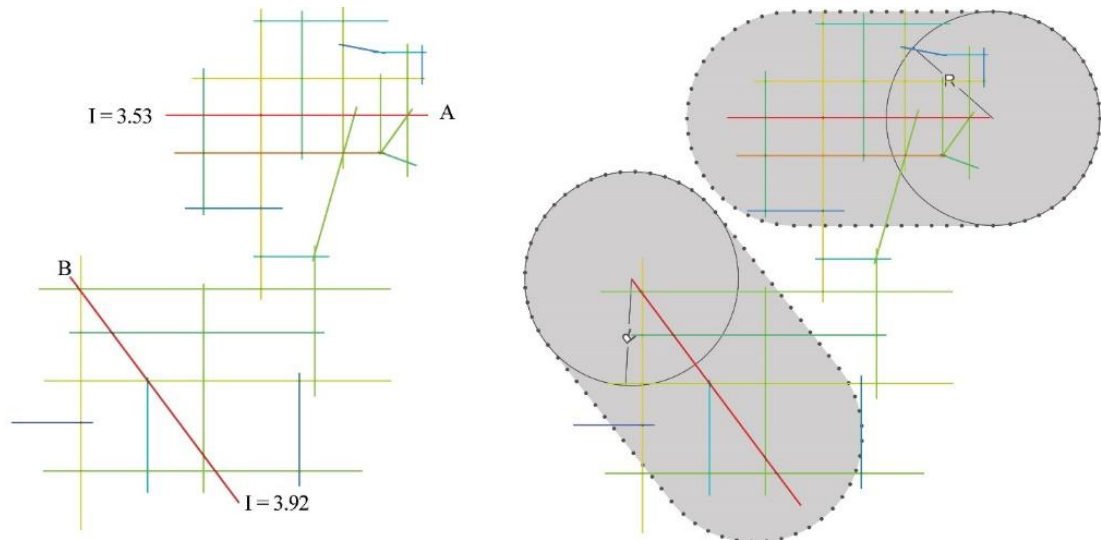 I = 3.53
A
R
B
R
I = 3.92